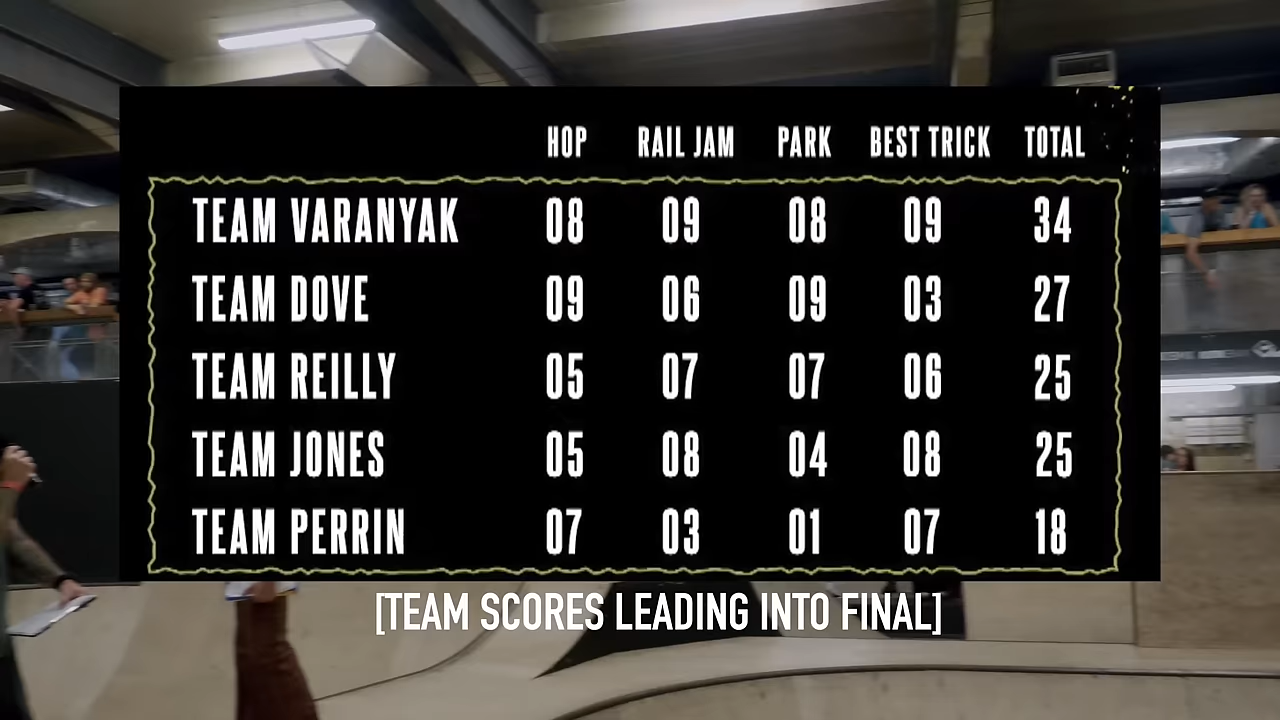 HOP RAIL JAM PARK BEST TRICK TOTAL
TEAM VARANYAK 08 09 08 09 34
TEAM DOVE 09 06 09 03 27
TEAM REILLY 05 07 07 06 25
TEAM JONES 05 08 04 08 25
TEAM PERRIN 07 03 01 07 18
[TEAM SCORES LEADING INTO FINAL]